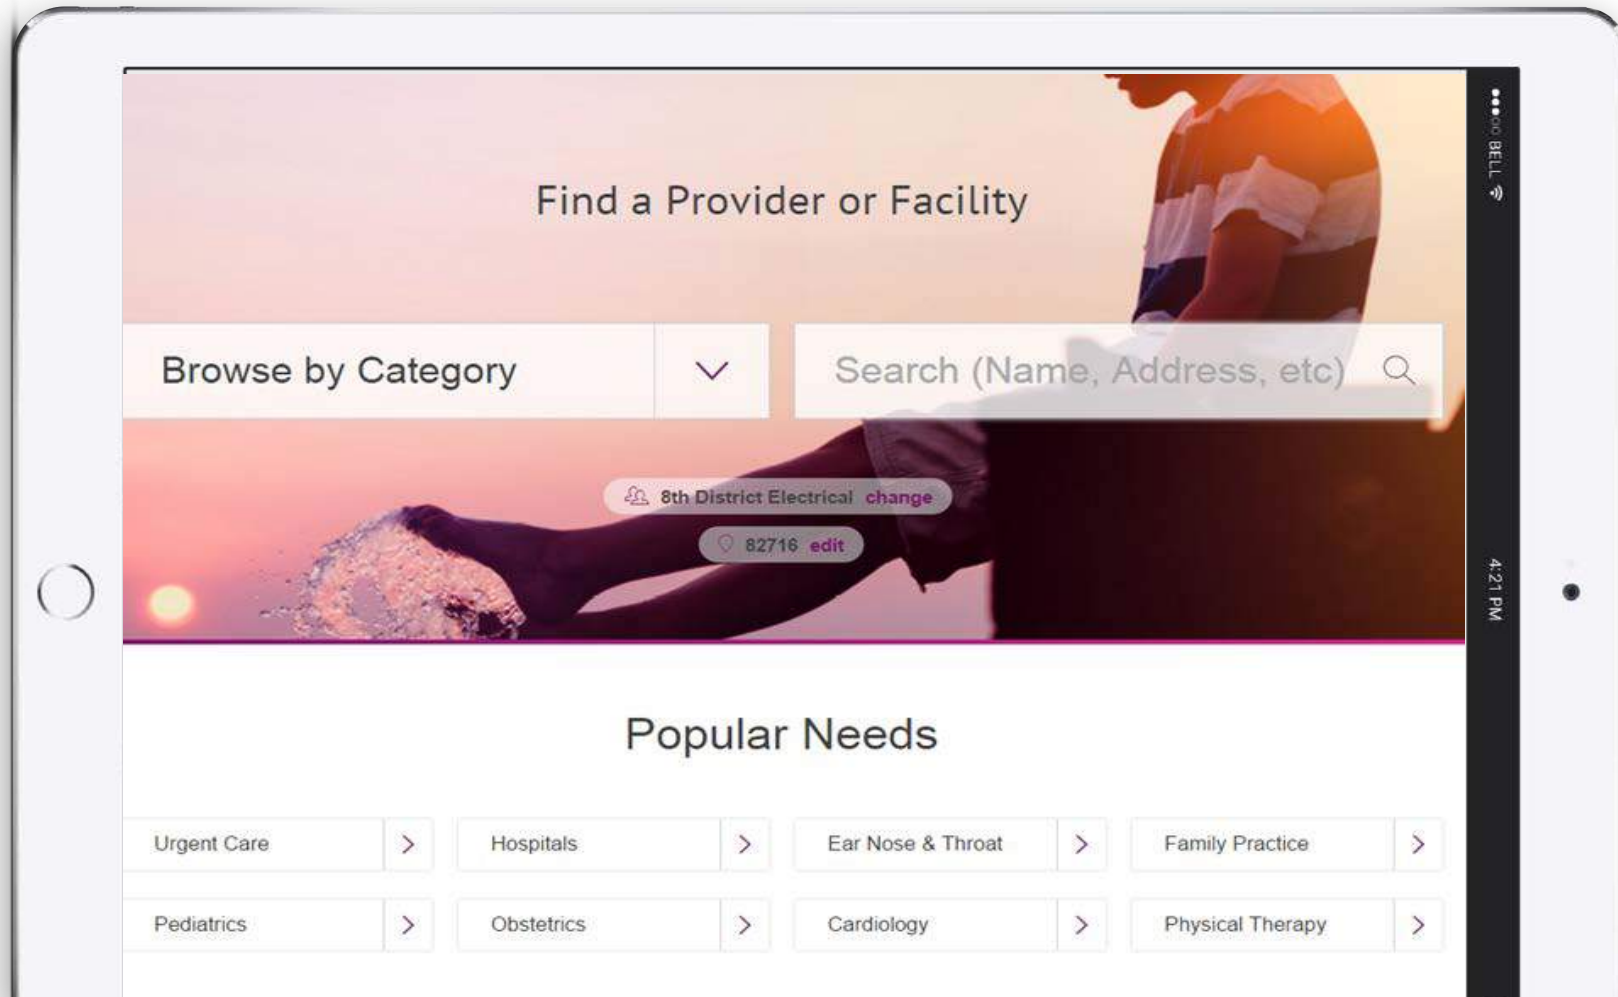 BELL
4:21 PM
Find a Provider or Facility
Browse by Category
Search (Name, Address, etc)
8th District Electrical change
82716 edit
Popular Needs
Urgent Care
Hospitals
Ear Nose & Throat
Family Practice
Pediatrics
Obstetrics
Cardiology
Physical Therapy